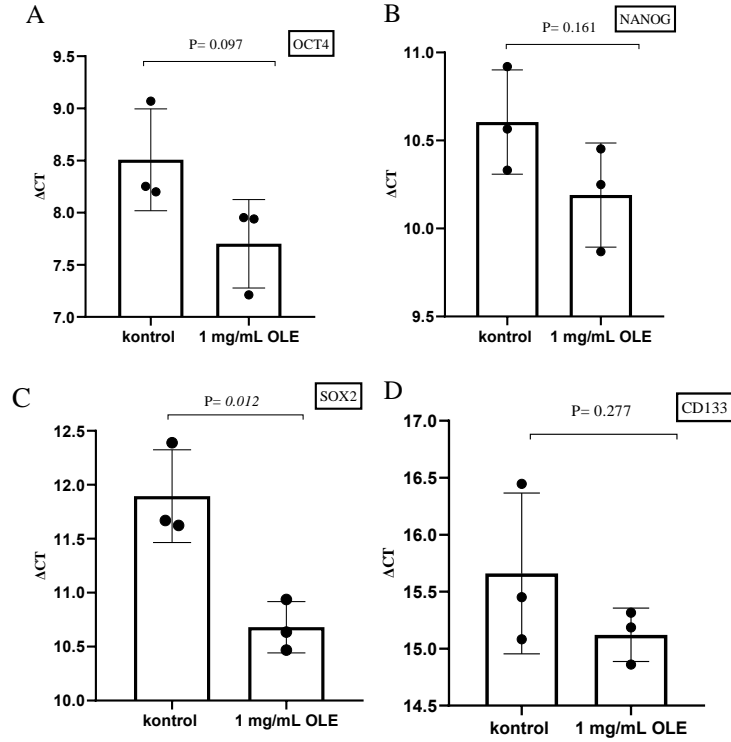 A
P= 0.097
OCT4
9.5
9.0
8.5
8.0
7.5
7.0
ΔCT
kontrol
1 mg/mL OLE
B
P= 0.161
NANOG
11.0
10.5
10.0
9.5
ΔCT
kontrol
1 mg/mL OLE
C
P= 0.012
SOX2
12.5
12.0
11.5
11.0
10.5
10.0
ΔCT
kontrol
1 mg/mL OLE
D
P= 0.277
CD133
17.0
16.5
16.0
15.5
15.0
14.5
ΔCT
kontrol
1 mg/mL OLE